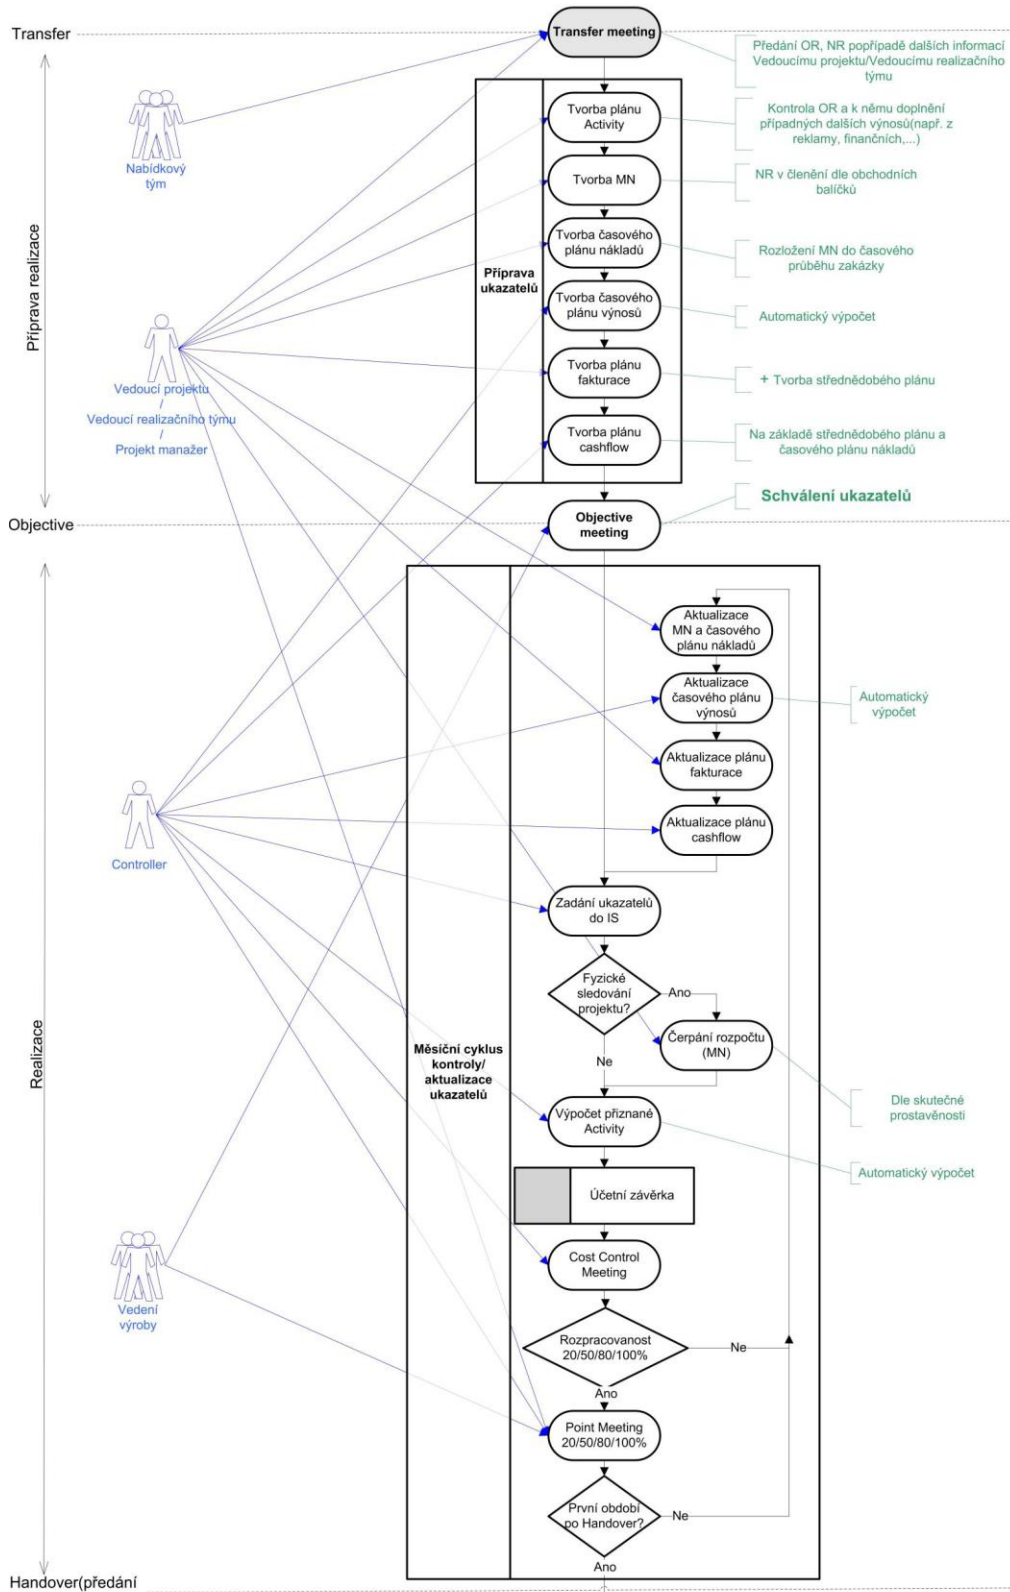 Transfer
Transfer meeting
Předání OR, NR popřípadě dalších informací
Vedoucímu projektu/Vedoucímu realizačního
týmu
Nabídkový
tým
Tvorba plánu
Activity
Kontrola OR a k němu doplnění
případných dalších výnosů(např. z
reklamy, finančních,...)
Tvorba MN
NR v členění dle obchodních
balíčků
Tvorba časového
plánu nákladů
Rozložení MN do časového
průběhu zakázky
Příprava
ukazatelů
Příprava realizace
Tvorba časového
plánu výnosů
Automatický výpočet
Tvorba plánu
fakturace
+ Tvorba střednědobého plánu
Vedoucí projektu
/
Vedoucí realizačního týmu
/
Projekt manažer
Tvorba plánu
cashflow
Na základě střednědobého plánu a
časového plánu nákladů
Schválení ukazatelů
Objective
Objective
meeting
Aktualizace
MN a časového
plánu nákladů
Aktualizace
časového plánu
výnosů
Automatický
výpočet
Aktualizace plánu
fakturace
Aktualizace plánu
cashflow
Controller
Zadání ukazatelů
do IS
Fyzické
sledování
projektu?
Ano
Čerpání rozpočtu
(MN)
Ne
Realizace
Měsíční cyklus
kontroly/
aktualizace
ukazatelů
Dle skutečné
prostavěnosti
Výpočet přiznané
Activity
Automatický výpočet
Účetní závěrka
Cost Control
Meeting
Vedení
výroby
Rozpracovanost
20/50/80/100%
Ne
Ano
Point Meeting
20/50/80/100%
První období
po Handover?
Ne
Ano
Handover(předání